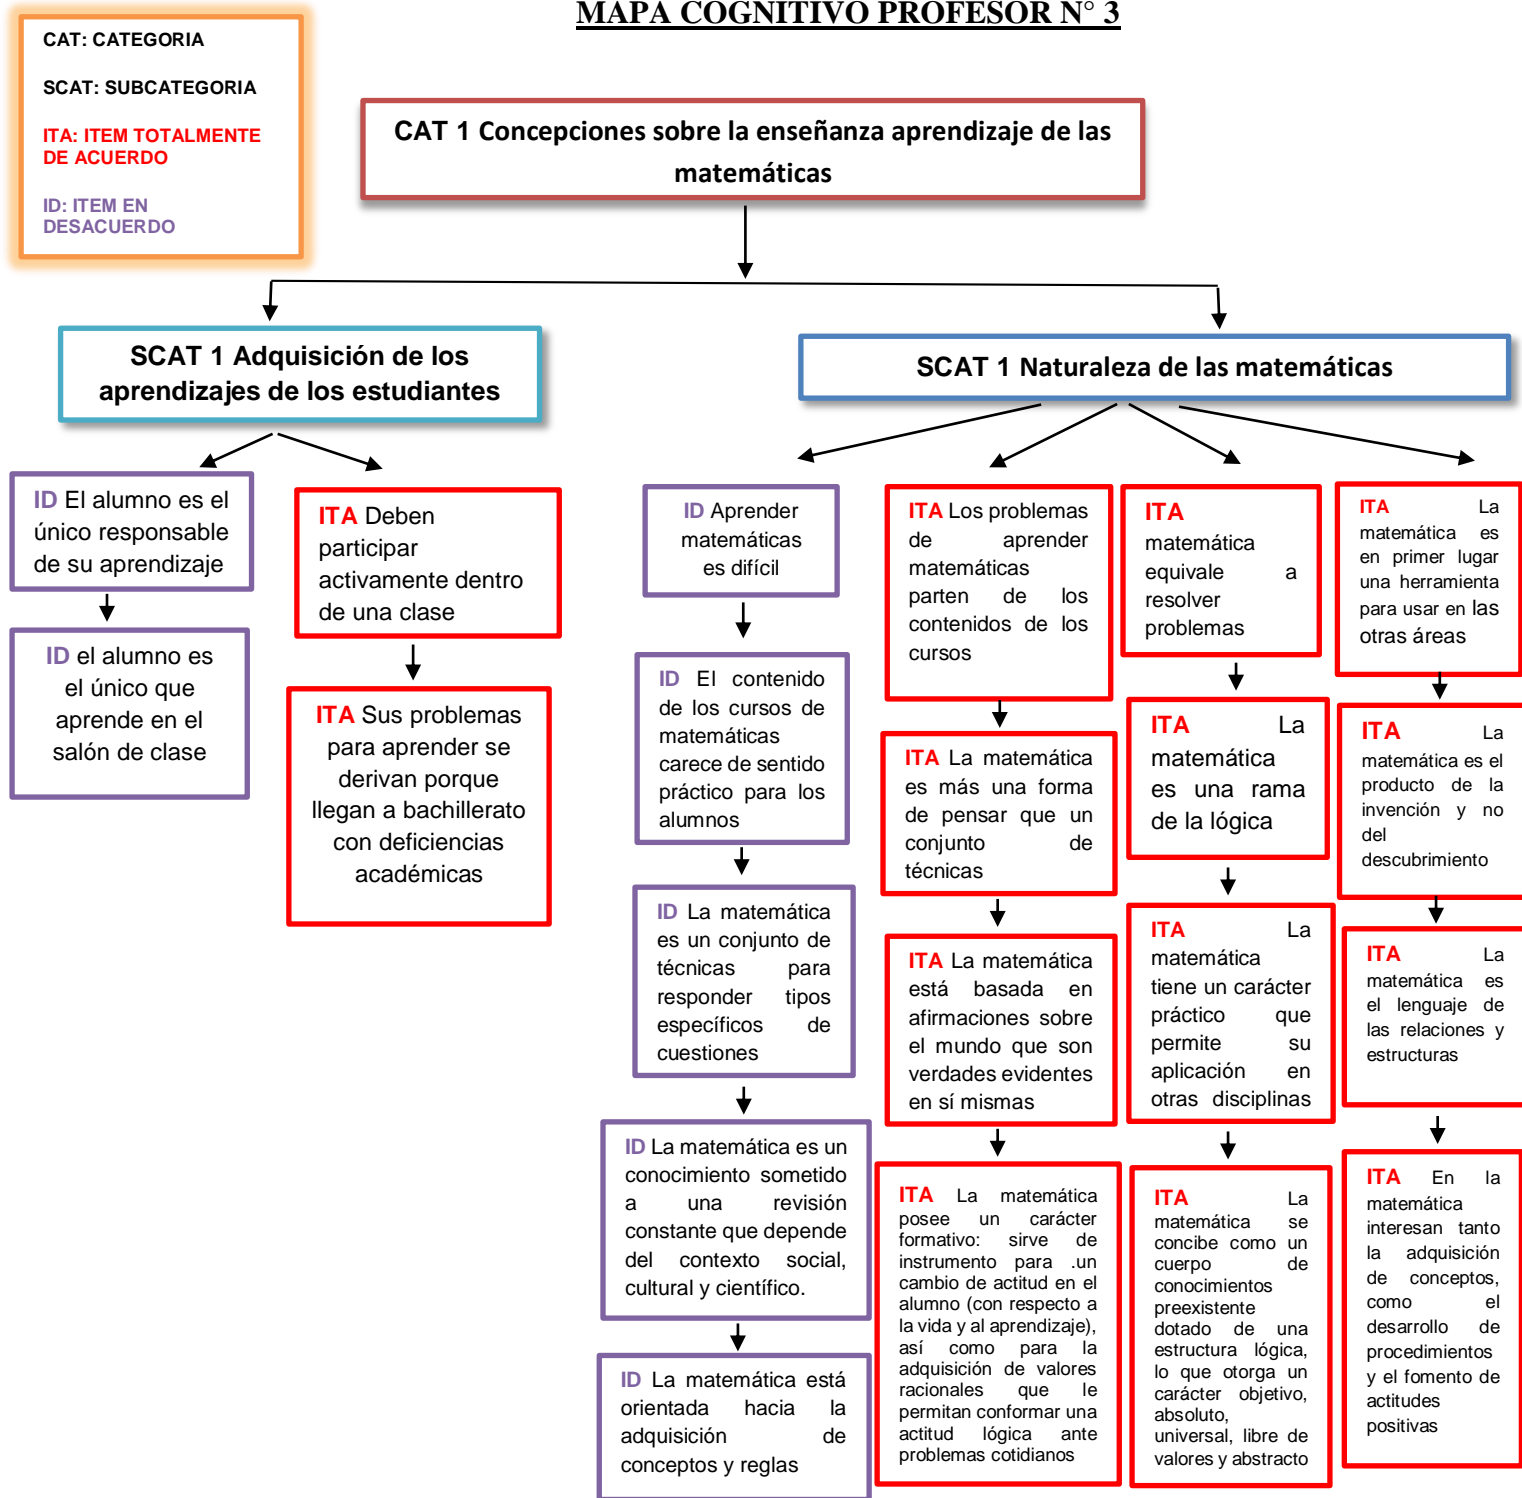 MAPA COGNITIVO PROFESOR N° 3
CAT: CATEGORIA
SCAT: SUBCATEGORIA
ITA: ITEM TOTALMENTE
DE ACUERDO
ID: ITEM EN
DESACUERDO
CAT 1 Concepciones sobre la enseñanza aprendizaje de las
matemáticas
SCAT 1 Adquisición de los
aprendizajes de los estudiantes
SCAT 1 Naturaleza de las matemáticas
ID El alumno es el
único responsable
de su aprendizaje
ID el alumno es
el único que
aprende en el
salón de clase
ITA Deben
participar
activamente dentro
de una clase
ITA Sus problemas
para aprender se
derivan porque
llegan a bachillerato
con deficiencias
académicas
ID Aprender
matemáticas
es difícil
ID El contenido
de los cursos de
matemáticas
carece de sentido
práctico para los
alumnos
ID La matemática
es un conjunto de
técnicas para
responder tipos
específicos de
cuestiones
ID La matemática es un
conocimiento sometido
a una revisión
constante que depende
del contexto social,
cultural y científico.
ID La matemática está
orientada hacia la
adquisición de
conceptos y reglas
ITA Los problemas
de aprender
matemáticas
parten de los
contenidos de los
cursos
ITA La matemática
es más una forma
de pensar que un
conjunto de
técnicas
ITA La matemática
está basada en
afirmaciones sobre
el mundo que son
verdades evidentes
en sí mismas
ITA La matemática
posee un carácter
formativo: sirve de
instrumento para .un
cambio de actitud en el
alumno (con respecto a
la vida y al aprendizaje),
así como para la
adquisición de valores
racionales que le
permitan conformar una
actitud lógica ante
problemas cotidianos
ITA
matemática
equivale a
resolver
problemas
ITA La
matemática
es una rama
de la lógica
ITA La
matemática
tiene un carácter
práctico que
permite su
aplicación en
otras disciplinas
ITA La
matemática se
concibe como un
cuerpo de
conocimientos
preexistente
dotado de una
estructura lógica,
lo que otorga un
carácter objetivo,
absoluto,
universal, libre de
valores y abstracto
ITA La
matemática es
en primer lugar
una herramienta
para usar en las
otras áreas
ITA La
matemática es el
producto de la
invención y no
del
descubrimiento
ITA La
matemática es
el lenguaje de
las relaciones y
estructuras
ITA En la
matemática
interesan tanto
la adquisición
de conceptos,
como el
desarrollo de
procedimientos
y el fomento de
actitudes
positivas